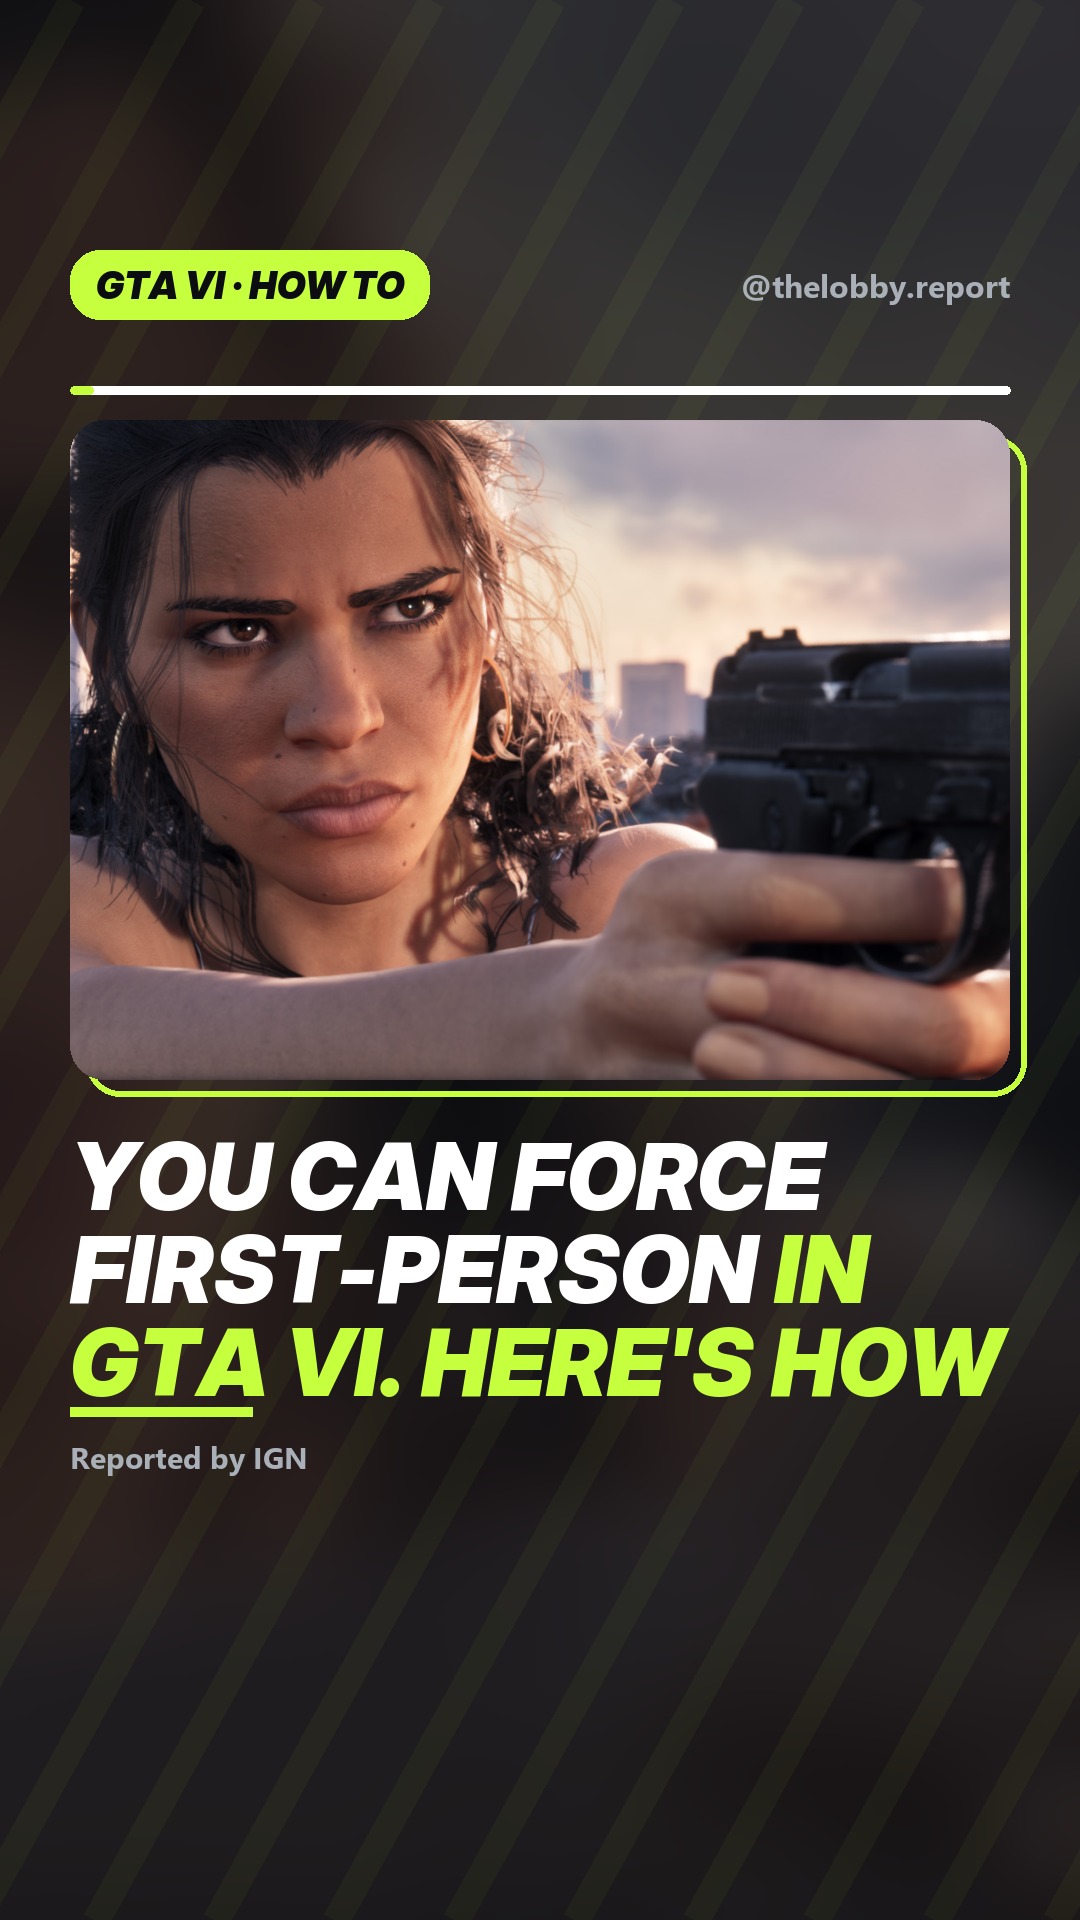 GTA VI · HOW TO
@thelobby.report
YOU CAN FORCE
FIRST-PERSON IN
GTA VI. HERE'S HOW
Reported by IGN